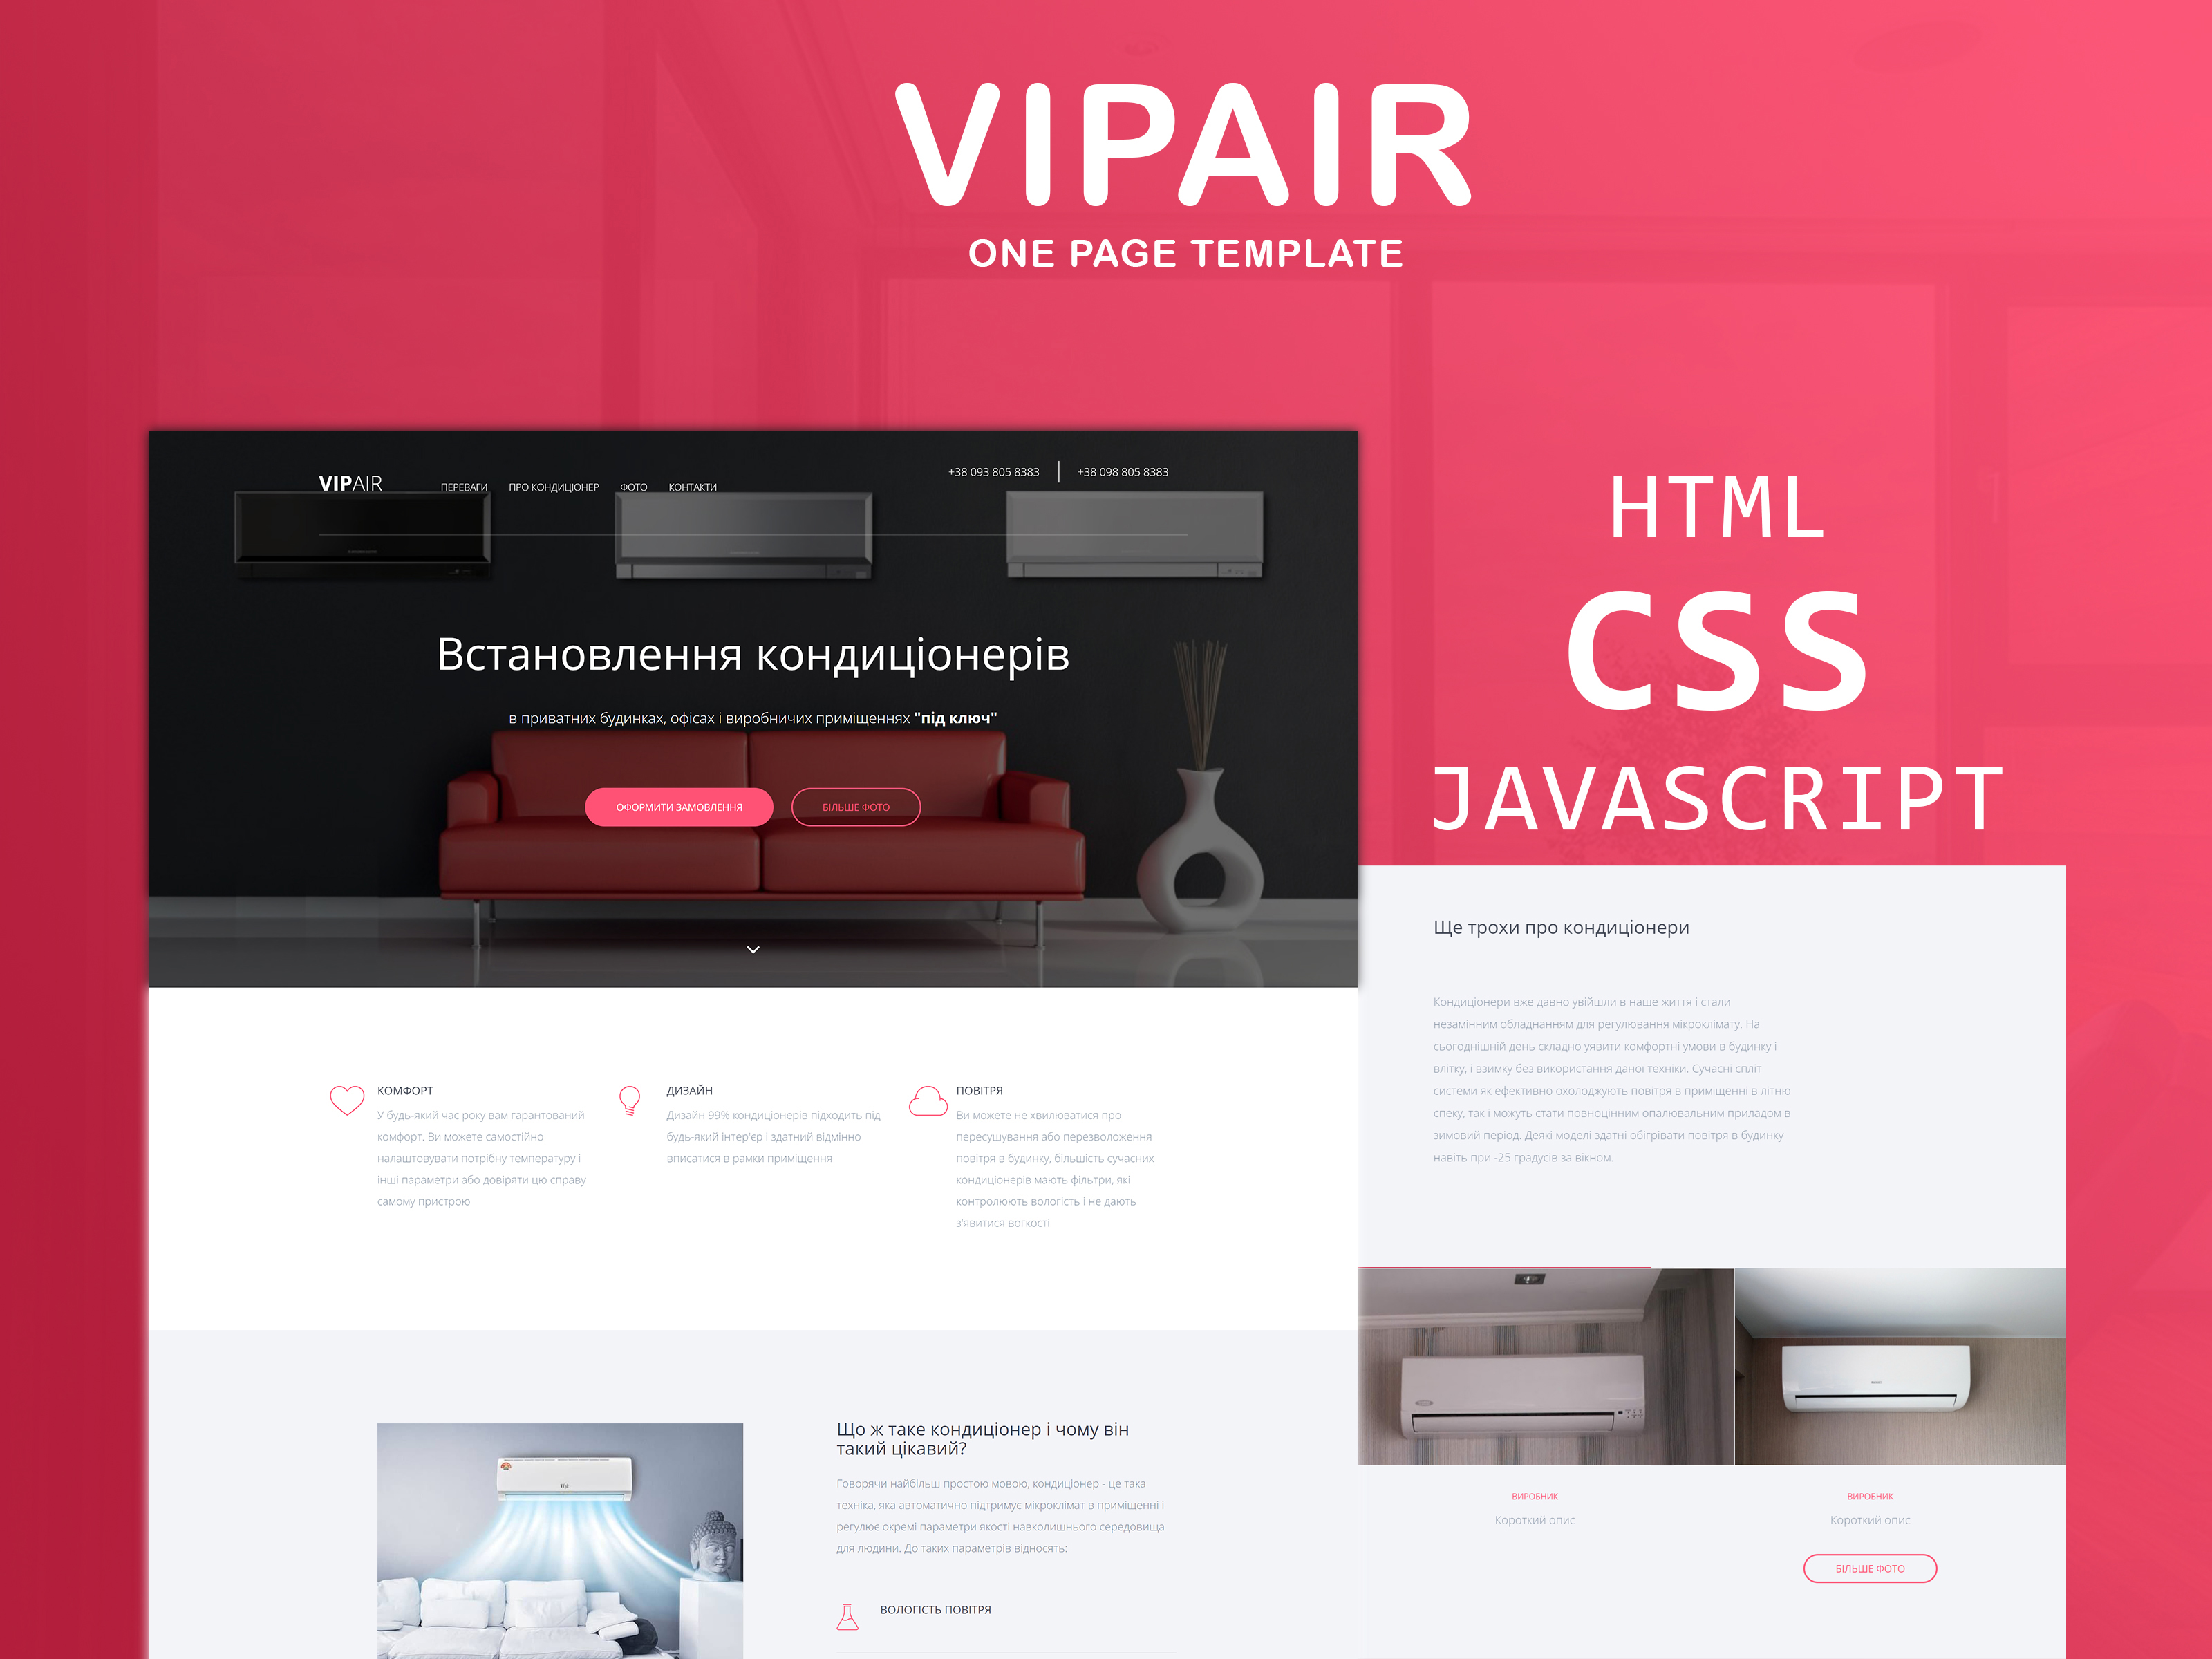 VIPAIR
ONE PAGE TEMPLATE
VIPAIR
ПЕРЕВАГИ
ПРО КОНДИЦІОНЕР
ФОТО
КОНТАКТИ
+38 093 805 8383
+38 098 805 8383
Встановлення кондиціонерів
в приватних будинках, офісах і виробничих приміщеннях "під ключ"
ОФОРМИТИ ЗАМОВЛЕННЯ
БІЛЬШЕ ФОТО
HTML
CSS
JAVASCRIPT
КОМФОРТ
У будь-який час року вам гарантований
комфорт. Ви можете самостійно
налаштовувати потрібну температуру і
інші параметри або довіряти цю справу
самому пристрою
ДИЗАЙН
Дизайн 99% кондиціонерів підходить під
будь-який інтер'єр і здатний відмінно
вписатися в рамки приміщення
ПОВІТРЯ
Ви можете не хвилюватися про
пересушування або перезволоження
повітря в будинку, більшість сучасних
кондиціонерів мають фільтри, які
контролюють вологість і не дають
з'явитися вогкості
Що ж таке кондиціонер і чому він
такий цікавий?
Говорячи найбільш простою мовою, кондиціонер - це така
техніка, яка автоматично підтримує мікроклімат в приміщенні і
регулює окремі параметри якості навколишнього середовища
для людини. До таких параметрів відносять:
ВОЛОГІСТЬ ПОВІТРЯ
Ще трохи про кондиціонери
Кондиціонери вже давно увійшли в наше життя і стали
незамінним обладнанням для регулювання мікроклімату. На
сьогоднішній день складно уявити комфортні умови в будинку і
влітку, і взимку без використання даної техніки. Сучасні спліт
системи як ефективно охолоджують повітря в приміщенні в літню
спеку, так і можуть стати повноцінним опалювальним приладом в
зимовий період. Деякі моделі здатні обігрівати повітря в будинку
навіть при -25 градусів за вікном.
ВИРОБНИК
Короткий опис
ВИРОБНИК
Короткий опис
БІЛЬШЕ ФОТО